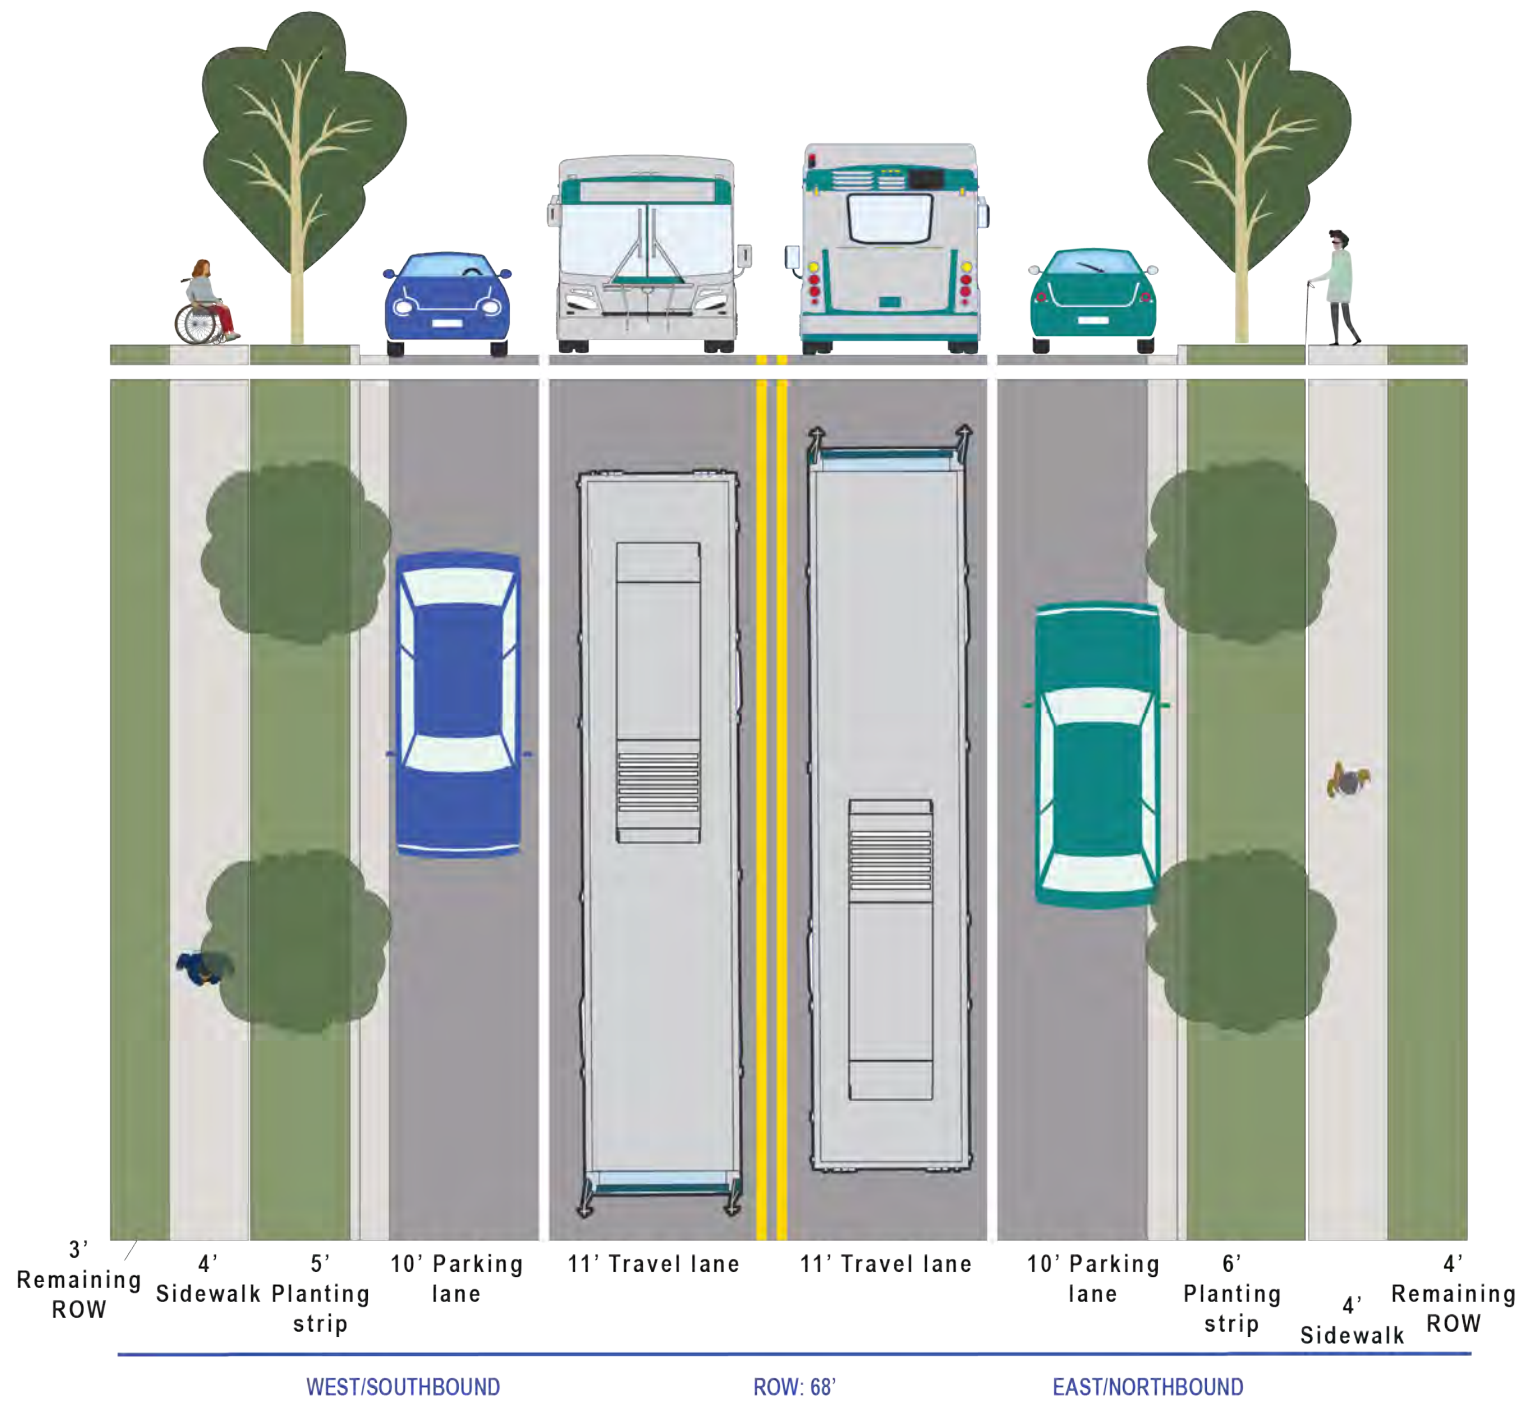 3’
Remaining
ROW
4’
Sidewalk
5’
Planting
strip
10’ Parking
lane
11’ Travel lane
11’ Travel lane
10’ Parking
lane
6’
Planting
strip
4’
Sidewalk
4’
Remaining
ROW
WEST/SOUTHBOUND
ROW: 68’
EAST/NORTHBOUND